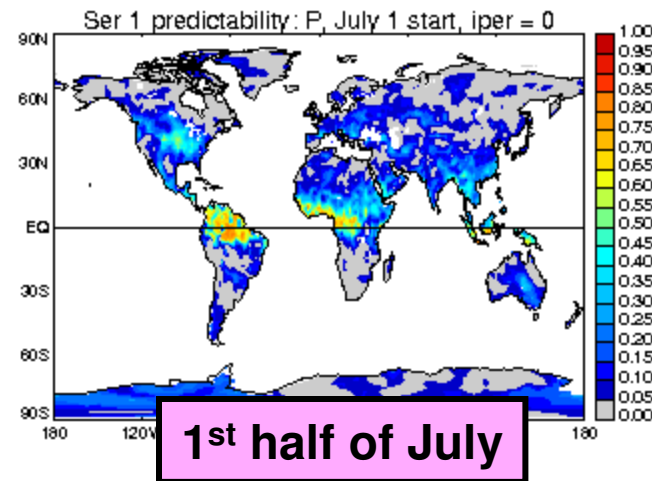 Ser 1 predictability: P, July 1 start, iper = 0
90N
60N
30N
EQ
30S
60S
90S
180
120W
180
1.00
0.95
0.90
0.85
0.80
0.75
0.70
0.65
0.60
0.55
0.50
0.45
0.40
0.35
0.30
0.25
0.20
0.15
0.10
0.05
0.00
1st half of July